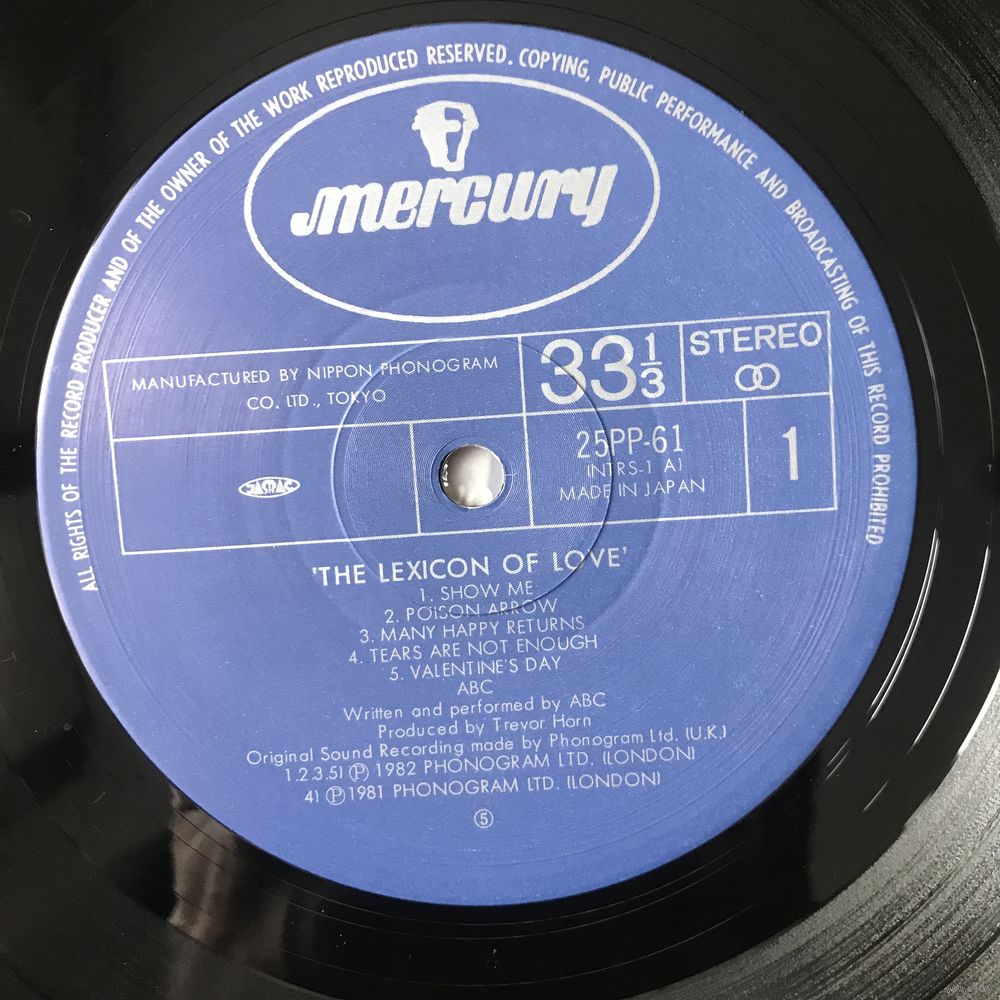 ALL RIGHTS OF THE RECORD PRODUCER AND OF THE OWNER OF THE WORK REPRODUCED RESERVED. COPYING, PUBLIC PERFORMANCE AND BROADCASTING OF THIS RECORD PROHIBITED
mercury
MANUFACTURED BY NIPPON PHONOGRAM
CO. LTD., TOKYO
33 1/3
STEREO
JASRAC
25PP-61
(NTRS-1 A)
MADE IN JAPAN
1
'THE LEXICON OF LOVE'
1. SHOW ME
2. POISON ARROW
3. MANY HAPPY RETURNS
4. TEARS ARE NOT ENOUGH
5. VALENTINE'S DAY
ABC
Written and performed by ABC
Produced by Trevor Horn
Original Sound Recording made by Phonogram Ltd. (U.K.)
1.2.3.5) Ⓟ 1982 PHONOGRAM LTD. (LONDON)
4) Ⓟ 1981 PHONOGRAM LTD. (LONDON)
⑤